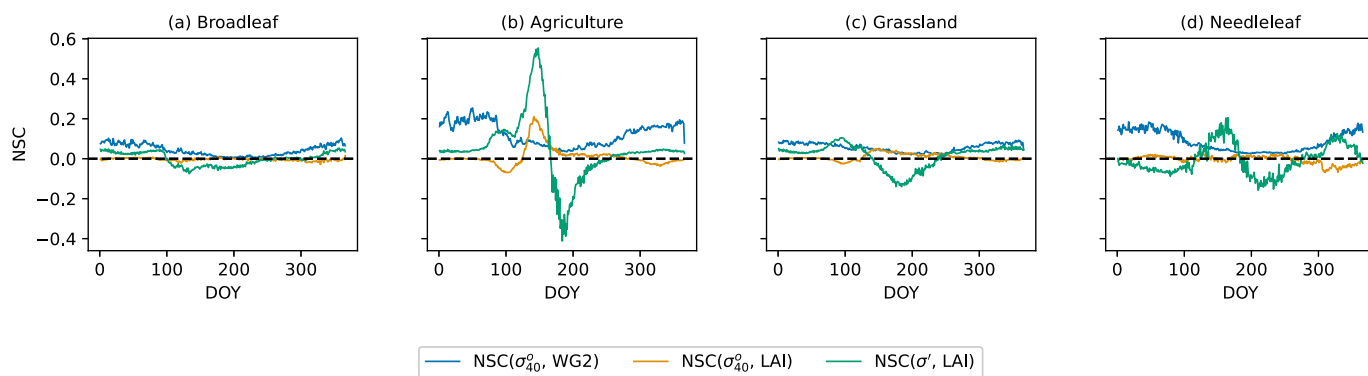 (a) Broadleaf (b) Agriculture (c) Grassland (d) Needleleaf
NSC
0.6
0.4
0.2
0.0
−0.2
−0.4
0 100 200 300 0 100 200 300 0 100 200 300 0 100 200 300
DOY DOY DOY DOY
NSC(σ°₄₀, WG2) NSC(σ°₄₀, LAI) NSC(σ′, LAI)